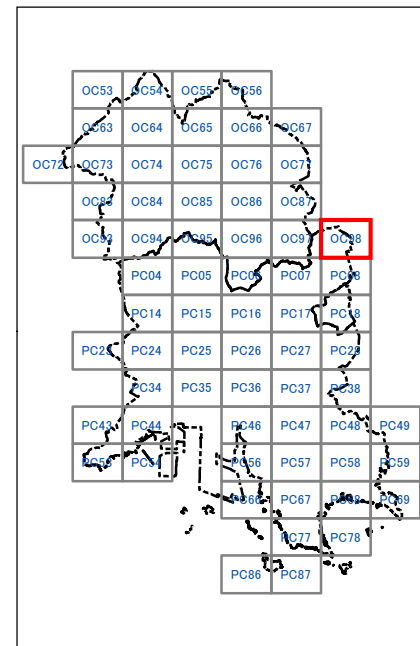 OC53 OC54 OC55 OC56
OC63 OC64 OC65 OC66 OC67
OC72 OC73 OC74 OC75 OC76 OC77
OC83 OC84 OC85 OC86 OC87
OC93 OC94 OC95 OC96 OC97 OC98
PC04 PC05 PC06 PC07 PC08
PC14 PC15 PC16 PC17 PC18
PC23 PC24 PC25 PC26 PC27 PC28
PC34 PC35 PC36 PC37 PC38
PC43 PC44 PC46 PC47 PC48 PC49
PC53 PC54 PC56 PC57 PC58 PC59
PC66 PC67 PC68 PC69
PC77 PC78
PC86 PC87